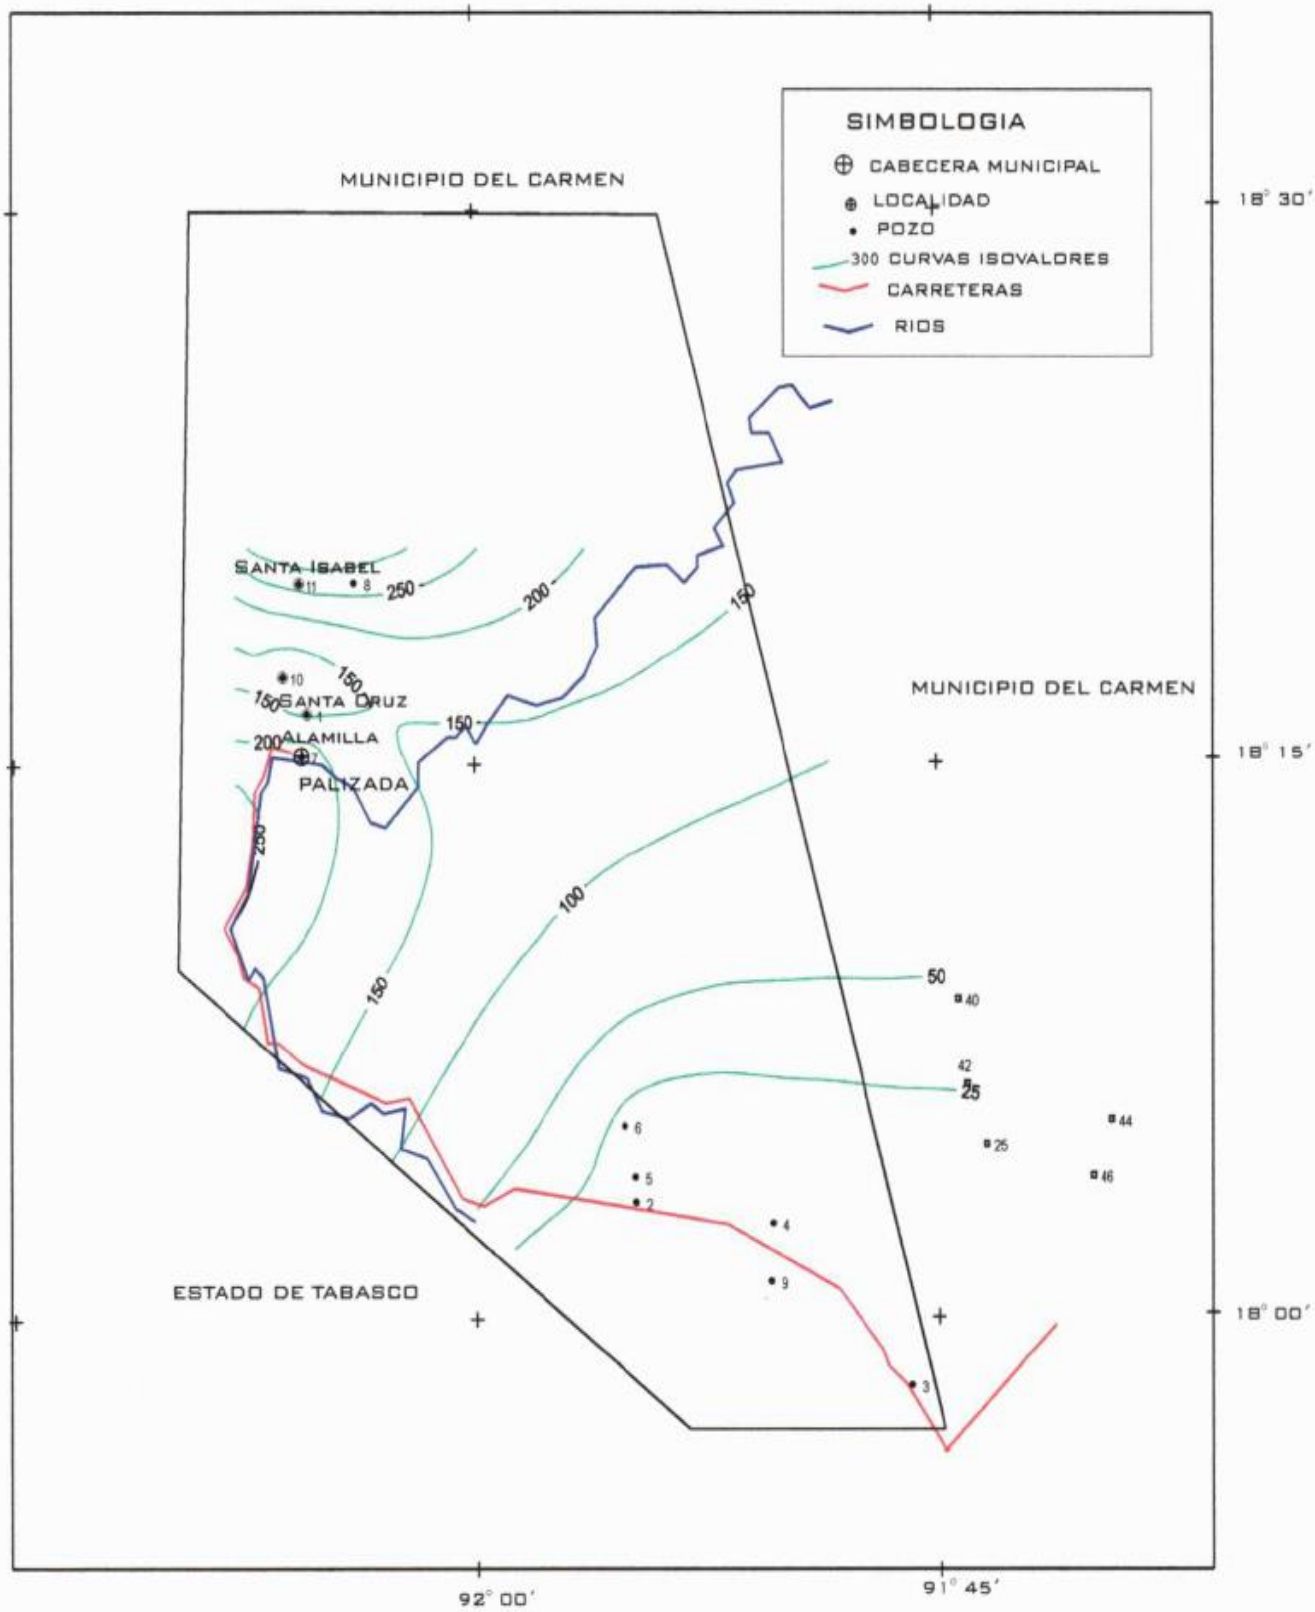 SIMBOLOGIA
CABECERA MUNICIPAL
LOCALIDAD
POZO
300 CURVAS ISOVALORES
CARRETERAS
RIOS
MUNICIPIO DEL CARMEN
18° 30'
SANTA ISABEL
11
8
250
200
150
10
150
150
SANTA CRUZ
1
MUNICIPIO DEL CARMEN
150
200
ALAMILLA
7
PALIZADA
18° 15'
250
100
150
50
40
42
25
44
25
46
6
5
2
4
9
ESTADO DE TABASCO
18° 00'
3
92° 00'
91° 45'